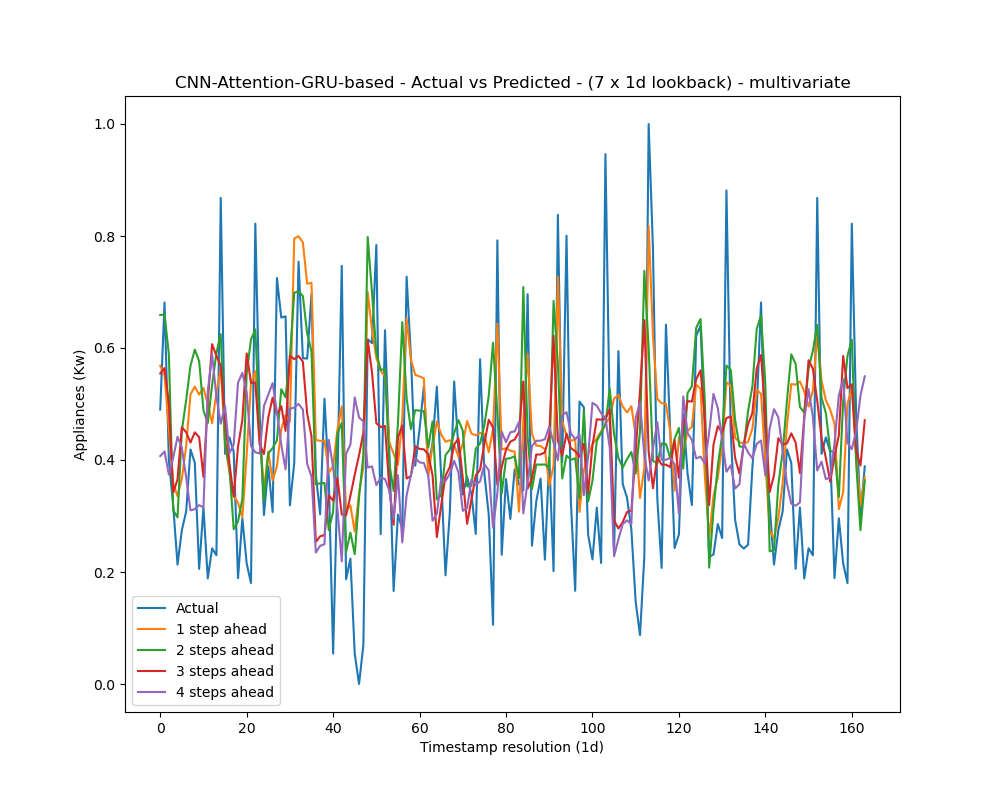 CNN-Attention-GRU-based - Actual vs Predicted - (7 x 1d lookback) - multivariate
1.0
0.8
0.6
0.4
0.2
0.0
Appliances (Kw)
Actual
1 step ahead
2 steps ahead
3 steps ahead
4 steps ahead
0 20 40 60 80 100 120 140 160
Timestamp resolution (1d)